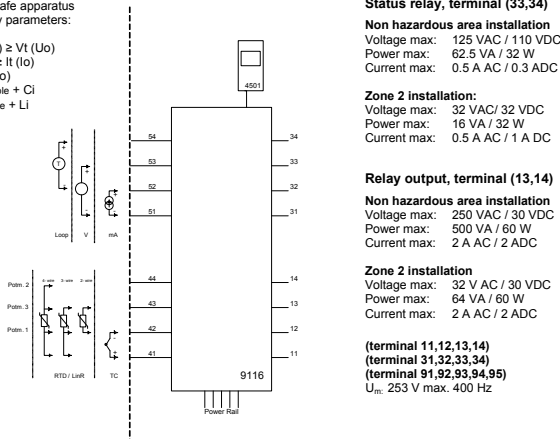 afe apparatus
y parameters:
) ≥ Vt (Uo)
: It (Io)
o)
ble + Ci
e + Li
4501
54
53
52
51
34
33
32
31
T
+
-
Loop
V
mA
44
43
42
41
14
13
12
11
Potm. 2
Potm. 3
Potm. 1
4- wire
3- wire
2- wire
RTD / LinR
TC
9116
Power Rail
Status relay, terminal (33,34)
Non hazardous area installation
Voltage max: 125 VAC / 110 VDC
Power max: 62.5 VA / 32 W
Current max: 0.5 A AC / 0.3 ADC
Zone 2 installation:
Voltage max: 32 VAC/ 32 VDC
Power max: 16 VA / 32 W
Current max: 0.5 A AC / 1 A DC
Relay output, terminal (13,14)
Non hazardous area installation
Voltage max: 250 VAC / 30 VDC
Power max: 500 VA / 60 W
Current max: 2 A AC / 2 ADC
Zone 2 installation
Voltage max: 32 V AC / 30 VDC
Power max: 64 VA / 60 W
Current max: 2 A AC / 2 ADC
(terminal 11,12,13,14)
(terminal 31,32,33,34)
(terminal 91,92,93,94,95)
Um: 253 V max. 400 Hz